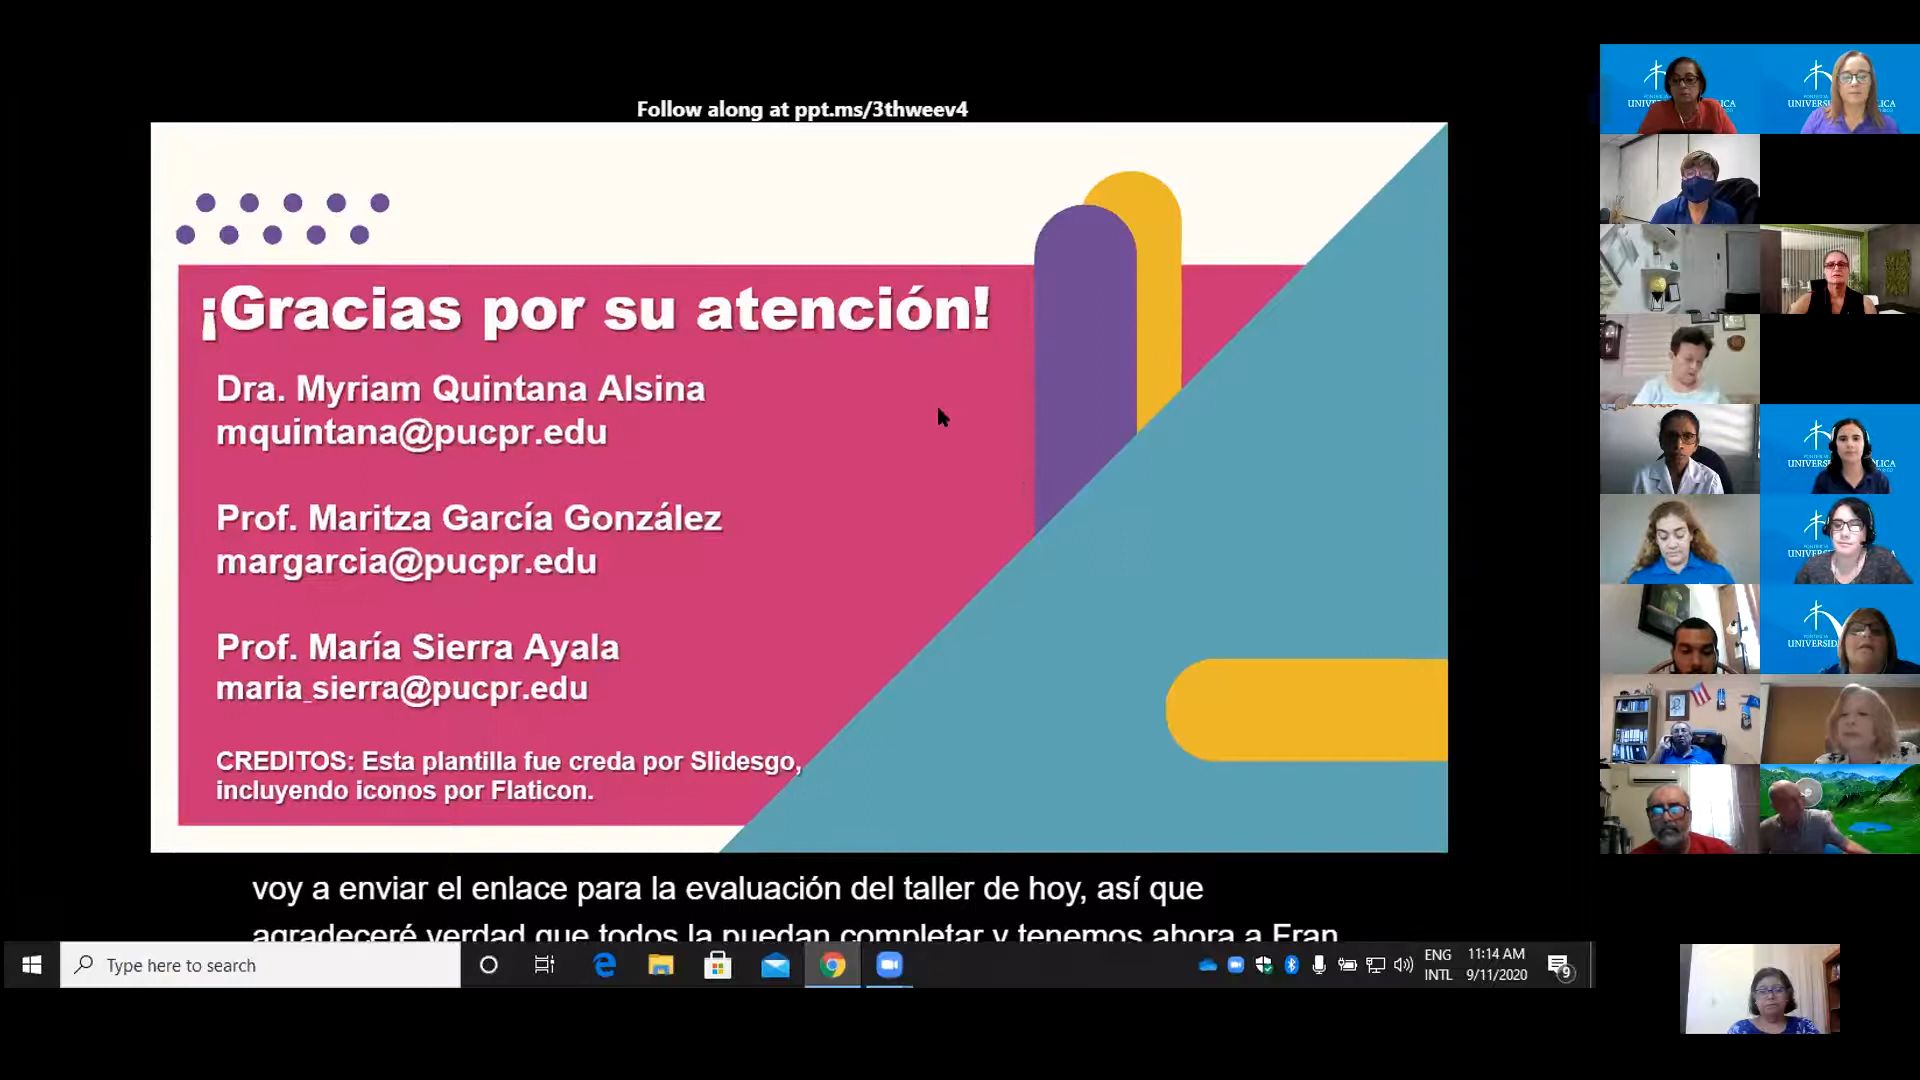 Follow along at ppt.ms/3thweev4
¡Gracias por su atención!
Dra. Myriam Quintana Alsina
mquintana@pucpr.edu
Prof. Maritza García González
margarcia@pucpr.edu
Prof. María Sierra Ayala
maria_sierra@pucpr.edu
CREDITOS: Esta plantilla fue creda por Slidesgo,
incluyendo iconos por Flaticon.
voy a enviar el enlace para la evaluación del taller de hoy, así que
agradeceré verdad que todos la puedan completar y tenemos ahora a Fran
Type here to search
ENG
INTL
11:14 AM
9/11/2020
9